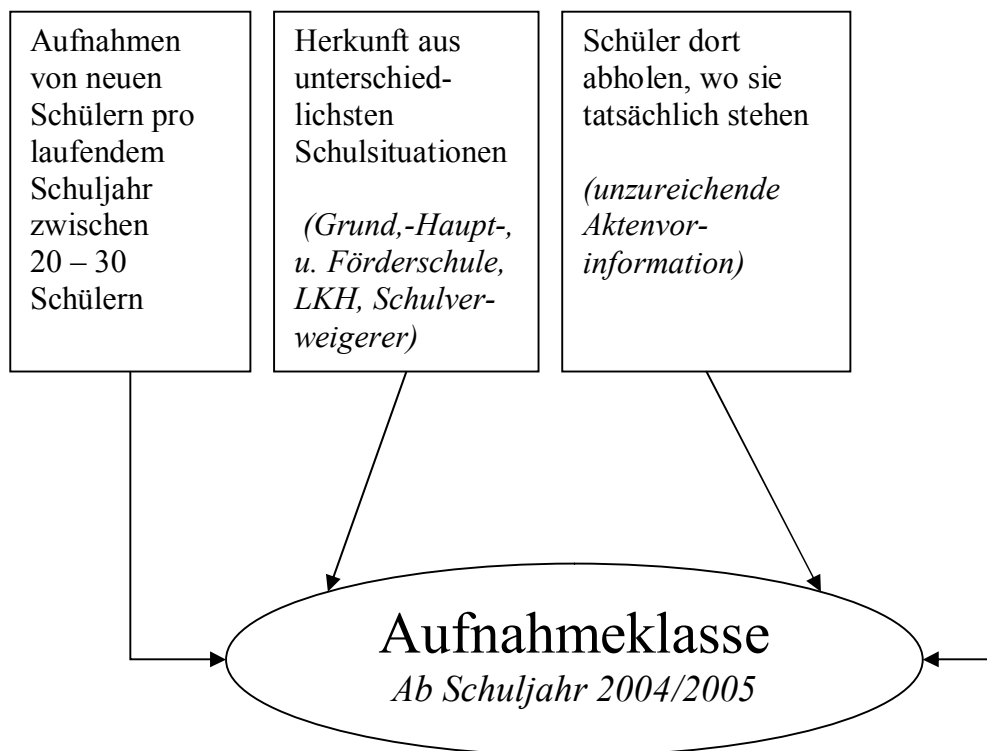 Aufnahmen
von neuen
Schülern pro
laufendem
Schuljahr
zwischen
20 – 30
Schülern
Herkunft aus
unterschied-
lichsten
Schulsituationen
(Grund,-Haupt-,
u. Förderschule,
LKH, Schulver-
weigerer)
Schüler dort
abholen, wo sie
tatsächlich stehen
(unzureichende
Aktenvor-
information)
Aufnahmeklasse
Ab Schuljahr 2004/2005